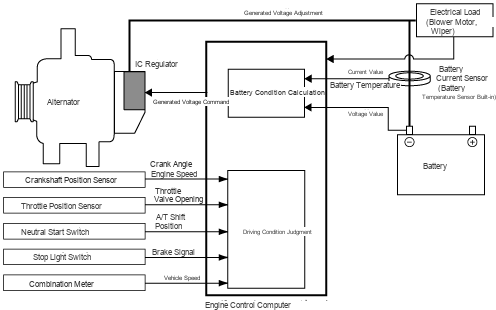 Generated Voltage Adjustment
Electrical Load
(Blower Motor,
Wiper)
IC Regulator
Alternator
Generated Voltage Command
Battery Condition Calculation
Current Value
Battery Temperature
Voltage Value
Battery
Current Sensor
(Battery
Temperature Sensor Built-in)
Battery
Crank Angle
Engine Speed
Crankshaft Position Sensor
Throttle
Valve Opening
Throttle Position Sensor
A/T Shift
Position
Neutral Start Switch
Driving Condition Judgment
Brake Signal
Stop Light Switch
Vehicle Speed
Combination Meter
Engine Control Computer